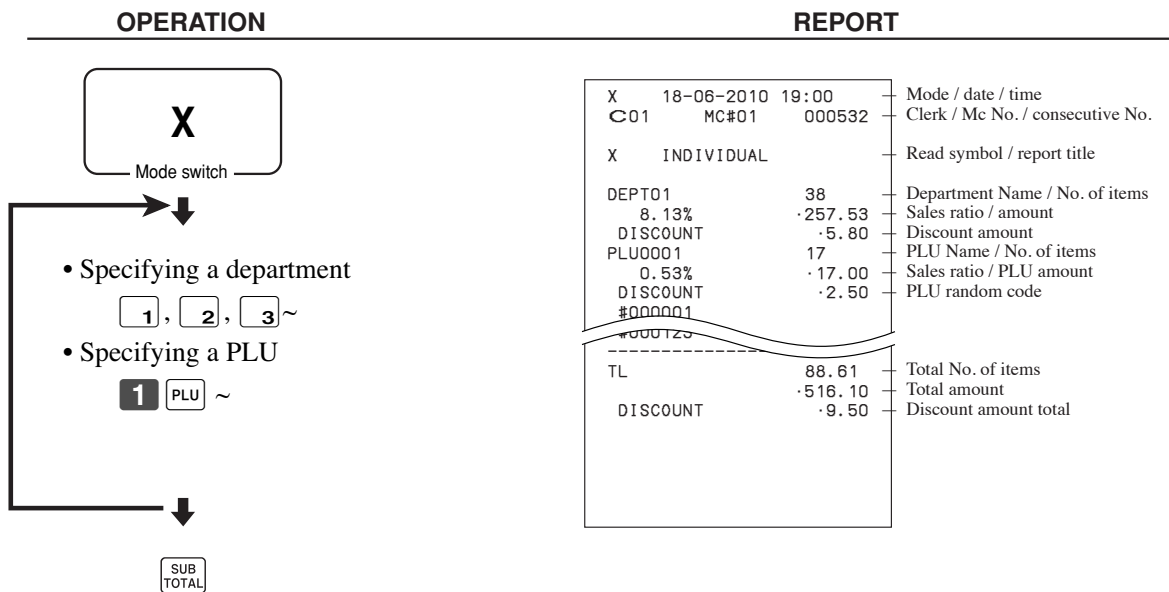 OPERATION
REPORT
X
Mode switch
• Specifying a department
1, 2, 3~
• Specifying a PLU
1 PLU ~
SUB
TOTAL
X 18-06-2010 19:00 Mode / date / time
C01 MC#01 000532 Clerk / Mc No. / consecutive No.
X INDIVIDUAL Read symbol / report title
DEPT01 38 Department Name / No. of items
8.13% ·257.53 Sales ratio / amount
DISCOUNT ·5.80 Discount amount
PLU0001 17 PLU Name / No. of items
0.53% ·17.00 Sales ratio / PLU amount
DISCOUNT ·2.50 PLU random code
#000001
#000123
--------------------
TL 88.61 Total No. of items
·516.10 Total amount
DISCOUNT ·9.50 Discount amount total